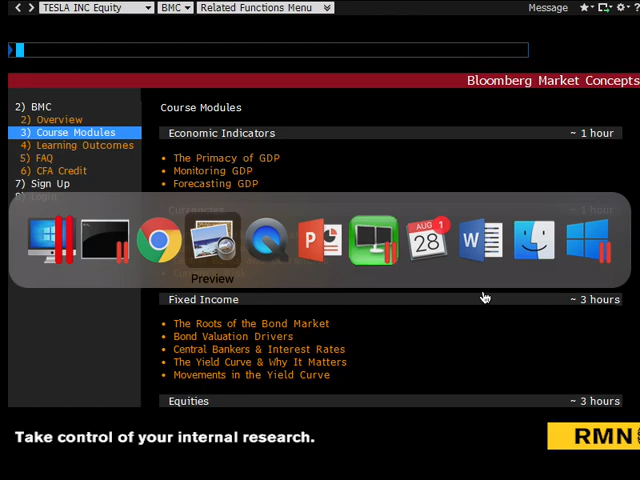 TESLA INC Equity BMC Related Functions Menu Message
Bloomberg Market Concepts
2) BMC
2) Overview
3) Course Modules
4) Learning Outcomes
5) FAQ
6) CFA Credit
7) Sign Up
Course Modules
Economic Indicators ~ 1 hour
• The Primacy of GDP
• Monitoring GDP
• Forecasting GDP
AUG 1
28
P
W
Preview
Fixed Income ~ 3 hours
• The Roots of the Bond Market
• Bond Valuation Drivers
• Central Bankers & Interest Rates
• The Yield Curve & Why It Matters
• Movements in the Yield Curve
Equities ~ 3 hours
Take control of your internal research.
RMN